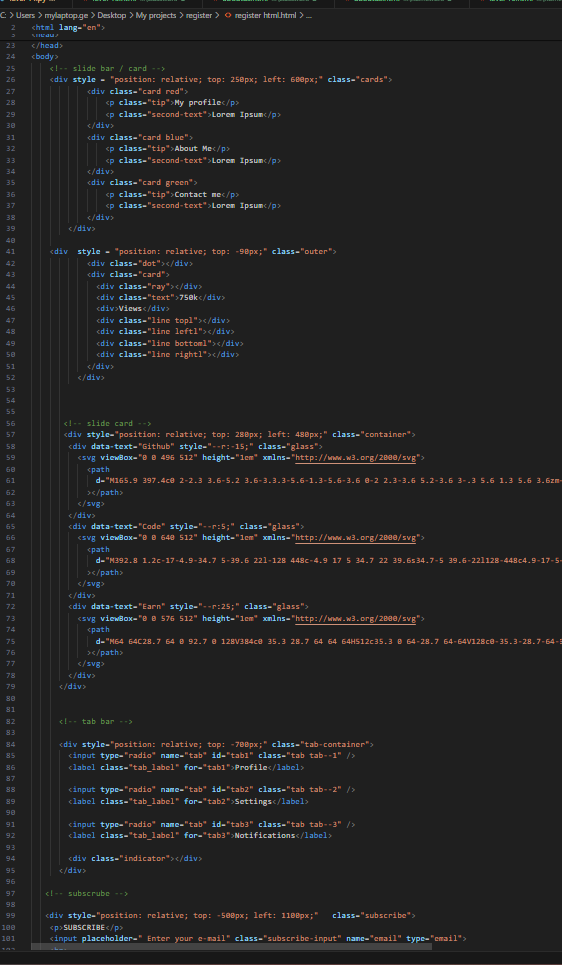 C: > Users > mylaptop.ge > Desktop > My projects > register > <> register html.html > ...
2 <html lang="en">
3 <head>
23 </head>
24 <body>
25 <!-- slide bar / card -->
26 <div style = "position: relative; top: 250px; left: 600px;" class="cards">
27 <div class="card red">
28 <p class="tip">My profile</p>
29 <p class="second-text">Lorem Ipsum</p>
30 </div>
31 <div class="card blue">
32 <p class="tip">About Me</p>
33 <p class="second-text">Lorem Ipsum</p>
34 </div>
35 <div class="card green">
36 <p class="tip">Contact me</p>
37 <p class="second-text">Lorem Ipsum</p>
38 </div>
39 </div>
40
41 <div  style = "position: relative; top: -90px;" class="outer">
42 <div class="dot"></div>
43 <div class="card">
44 <div class="ray"></div>
45 <div class="text">750k</div>
46 <div>Views</div>
47 <div class="line topl"></div>
48 <div class="line leftl"></div>
49 <div class="line bottoml"></div>
50 <div class="line rightl"></div>
51 </div>
52 </div>
53
54
55
56 <!-- slide card -->
57 <div style="position: relative; top: 280px; left: 480px;" class="container">
58 <div data-text="Github" style="--r:-15;" class="glass">
59 <svg viewBox="0 0 496 512" height="1em" xmlns="http://www.w3.org/2000/svg">
60 <path
61 d="M165.9 397.4c0 2-2.3 3.6-5.2 3.6-3.3.3-5.6-1.3-5.6-3.6 0-2 2.3-3.6 5.2-3.6 3-.3 5.6 1.3 5.6 3.6zm-
62 ></path>
63 </svg>
64 </div>
65 <div data-text="Code" style="--r:5;" class="glass">
66 <svg viewBox="0 0 640 512" height="1em" xmlns="http://www.w3.org/2000/svg">
67 <path
68 d="M392.8 1.2c-17-4.9-34.7 5-39.6 22l-128 448c-4.9 17 5 34.7 22 39.6s34.7-5 39.6-22l128-448c4.9-17-5-
69 ></path>
70 </svg>
71 </div>
72 <div data-text="Earn" style="--r:25;" class="glass">
73 <svg viewBox="0 0 576 512" height="1em" xmlns="http://www.w3.org/2000/svg">
74 <path
75 d="M64 64C28.7 64 0 92.7 0 128V384c0 35.3 28.7 64 64 64H512c35.3 0 64-28.7 64-64V128c0-35.3-28.7-64-
76 ></path>
77 </svg>
78 </div>
79 </div>
80
81
82 <!-- tab bar -->
83
84 <div style="position: relative; top: -700px;" class="tab-container">
85 <input type="radio" name="tab" id="tab1" class="tab tab--1" />
86 <label class="tab_label" for="tab1">Profile</label>
87
88 <input type="radio" name="tab" id="tab2" class="tab tab--2" />
89 <label class="tab_label" for="tab2">Settings</label>
90
91 <input type="radio" name="tab" id="tab3" class="tab tab--3" />
92 <label class="tab_label" for="tab3">Notifications</label>
93
94 <div class="indicator"></div>
95 </div>
96
97 <!-- subscrube -->
98
99 <div style="position: relative; top: -500px; left: 1100px;"   class="subscribe">
100 <p>SUBSCRIBE</p>
101 <input placeholder=" Enter your e-mail" class="subscribe-input" name="email" type="email">